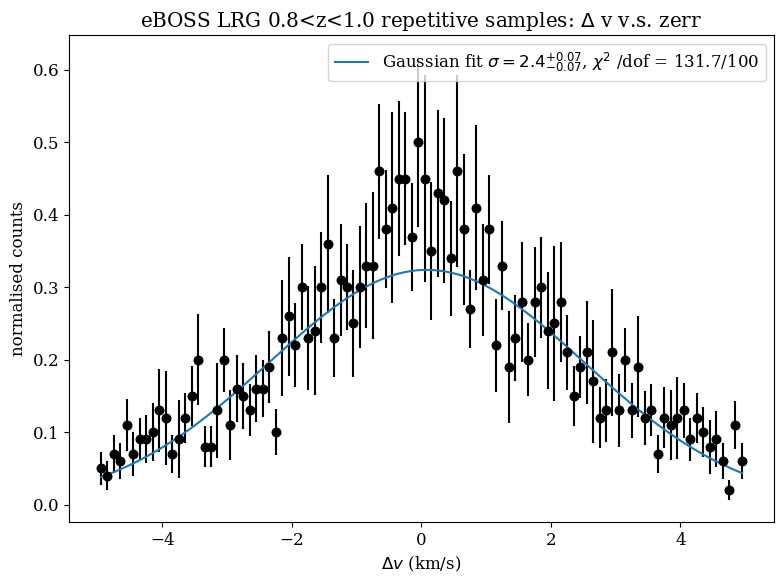 eBOSS LRG 0.8<z<1.0 repetitive samples: Δ v v.s. zerr
Gaussian fit σ = 2.4^{+0.07}_{-0.07}, χ² /dof = 131.7/100
normalised counts
0.6
0.5
0.4
0.3
0.2
0.1
0.0
−4 −2 0 2 4
Δv (km/s)